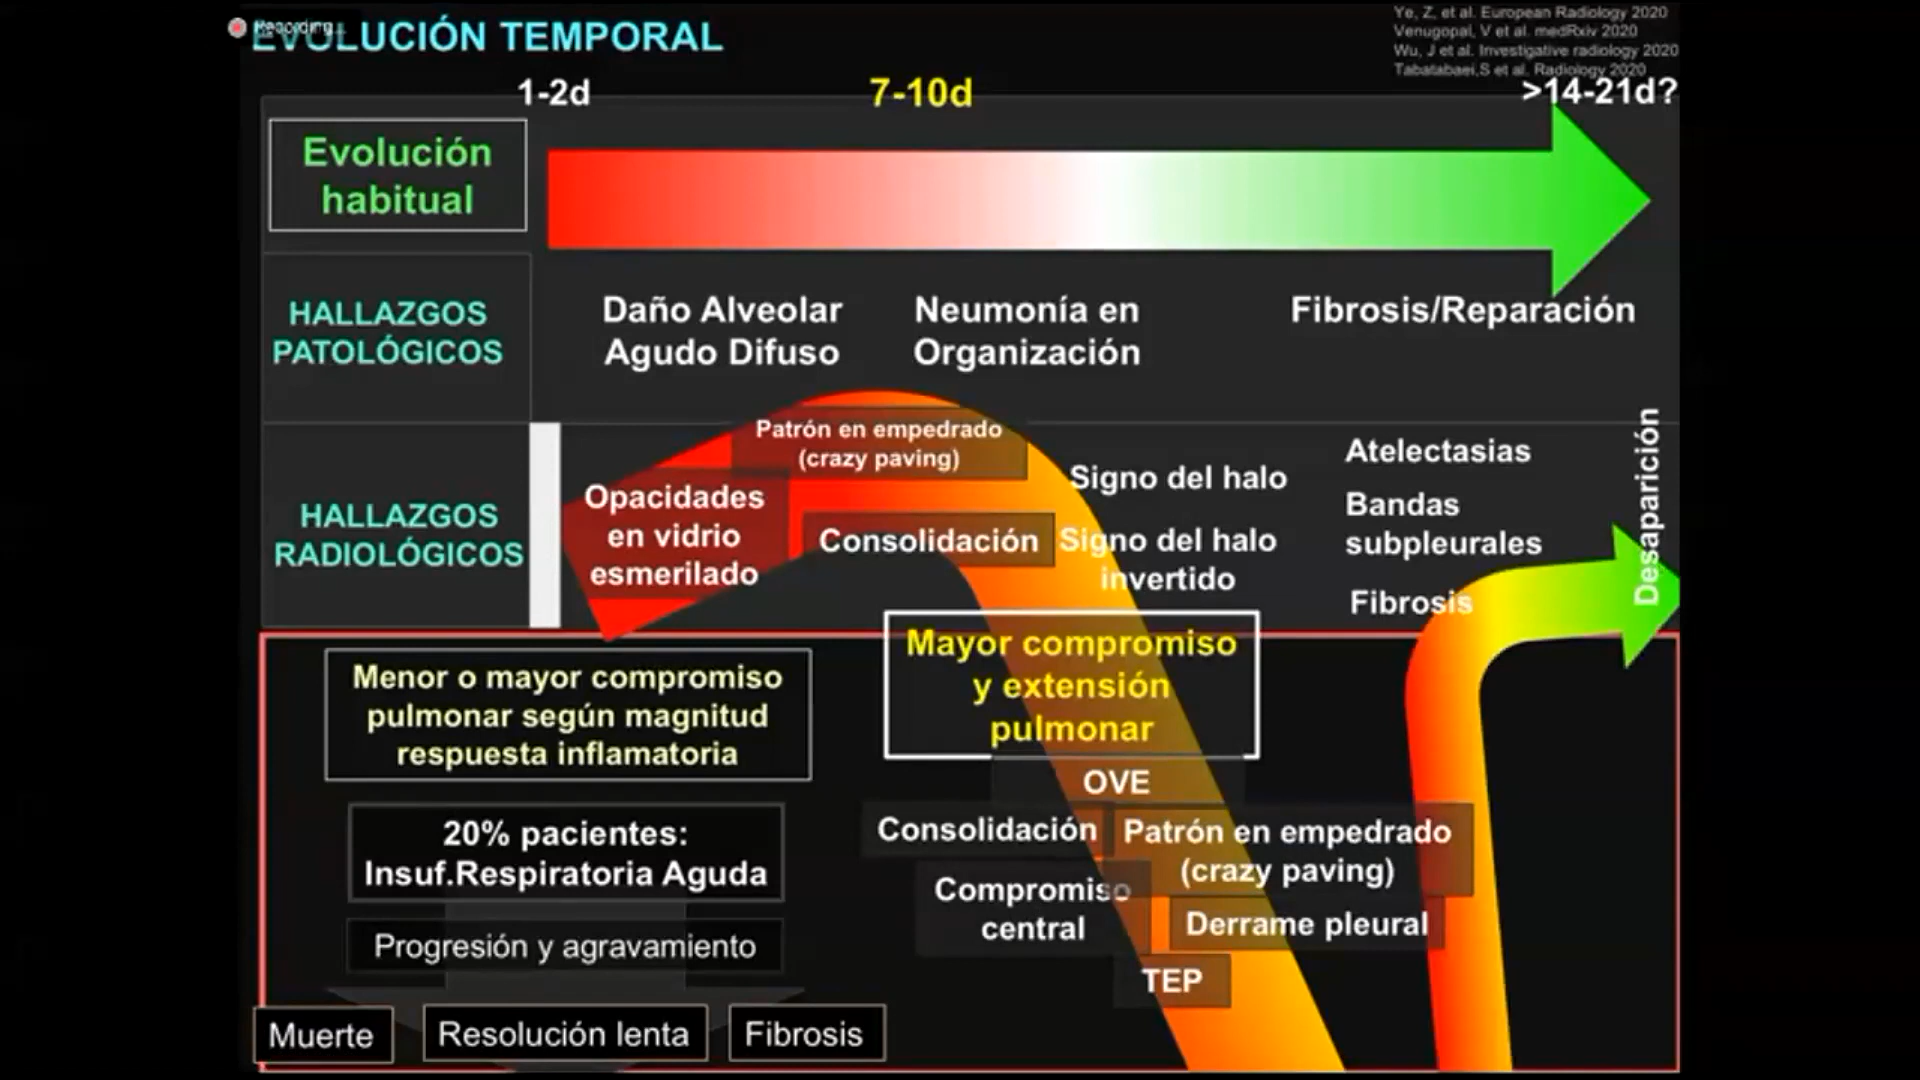 Recording...
EVOLUCIÓN TEMPORAL
Ye, Z, et al. European Radiology 2020
Venugopal, V et al. medRxiv 2020
Wu, J et al. Investigative radiology 2020
Tabatabaei,S et al. Radiology 2020
1-2d
7-10d
>14-21d?
Evolución
habitual
HALLAZGOS
PATOLÓGICOS
Daño Alveolar
Agudo Difuso
Neumonía en
Organización
Fibrosis/Reparación
HALLAZGOS
RADIOLÓGICOS
Opacidades
en vidrio
esmerilado
Patrón en empedrado
(crazy paving)
Consolidación
Signo del halo
Signo del halo
invertido
Atelectasias
Bandas
subpleurales
Fibrosis
Desaparición
Menor o mayor compromiso
pulmonar según magnitud
respuesta inflamatoria
20% pacientes:
Insuf.Respiratoria Aguda
Progresión y agravamiento
Muerte
Resolución lenta
Fibrosis
Mayor compromiso
y extensión
pulmonar
OVE
Consolidación
Patrón en empedrado
(crazy paving)
Compromiso
central
Derrame pleural
TEP